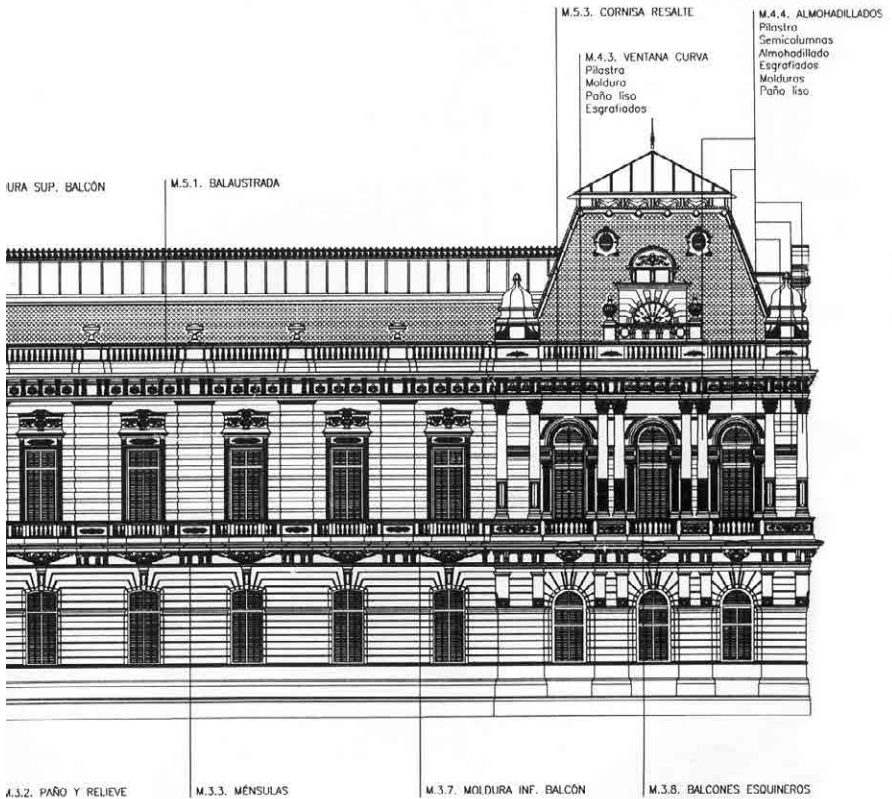 M.5.3. CORNISA RESALTE
M.4.4. ALMOHADILLADOS
Pilastra
Semicolumnas
Almohadillado
Esgrafiados
Molduras
Paño liso
M.4.3. VENTANA CURVA
Pilastra
Moldura
Paño liso
Esgrafiados
URA SUP. BALCÓN
M.5.1. BALAUSTRADA
M.3.2. PAÑO Y RELIEVE
M.3.3. MÉNSULAS
M.3.7. MOLDURA INF. BALCÓN
M.3.8. BALCONES ESQUINEROS